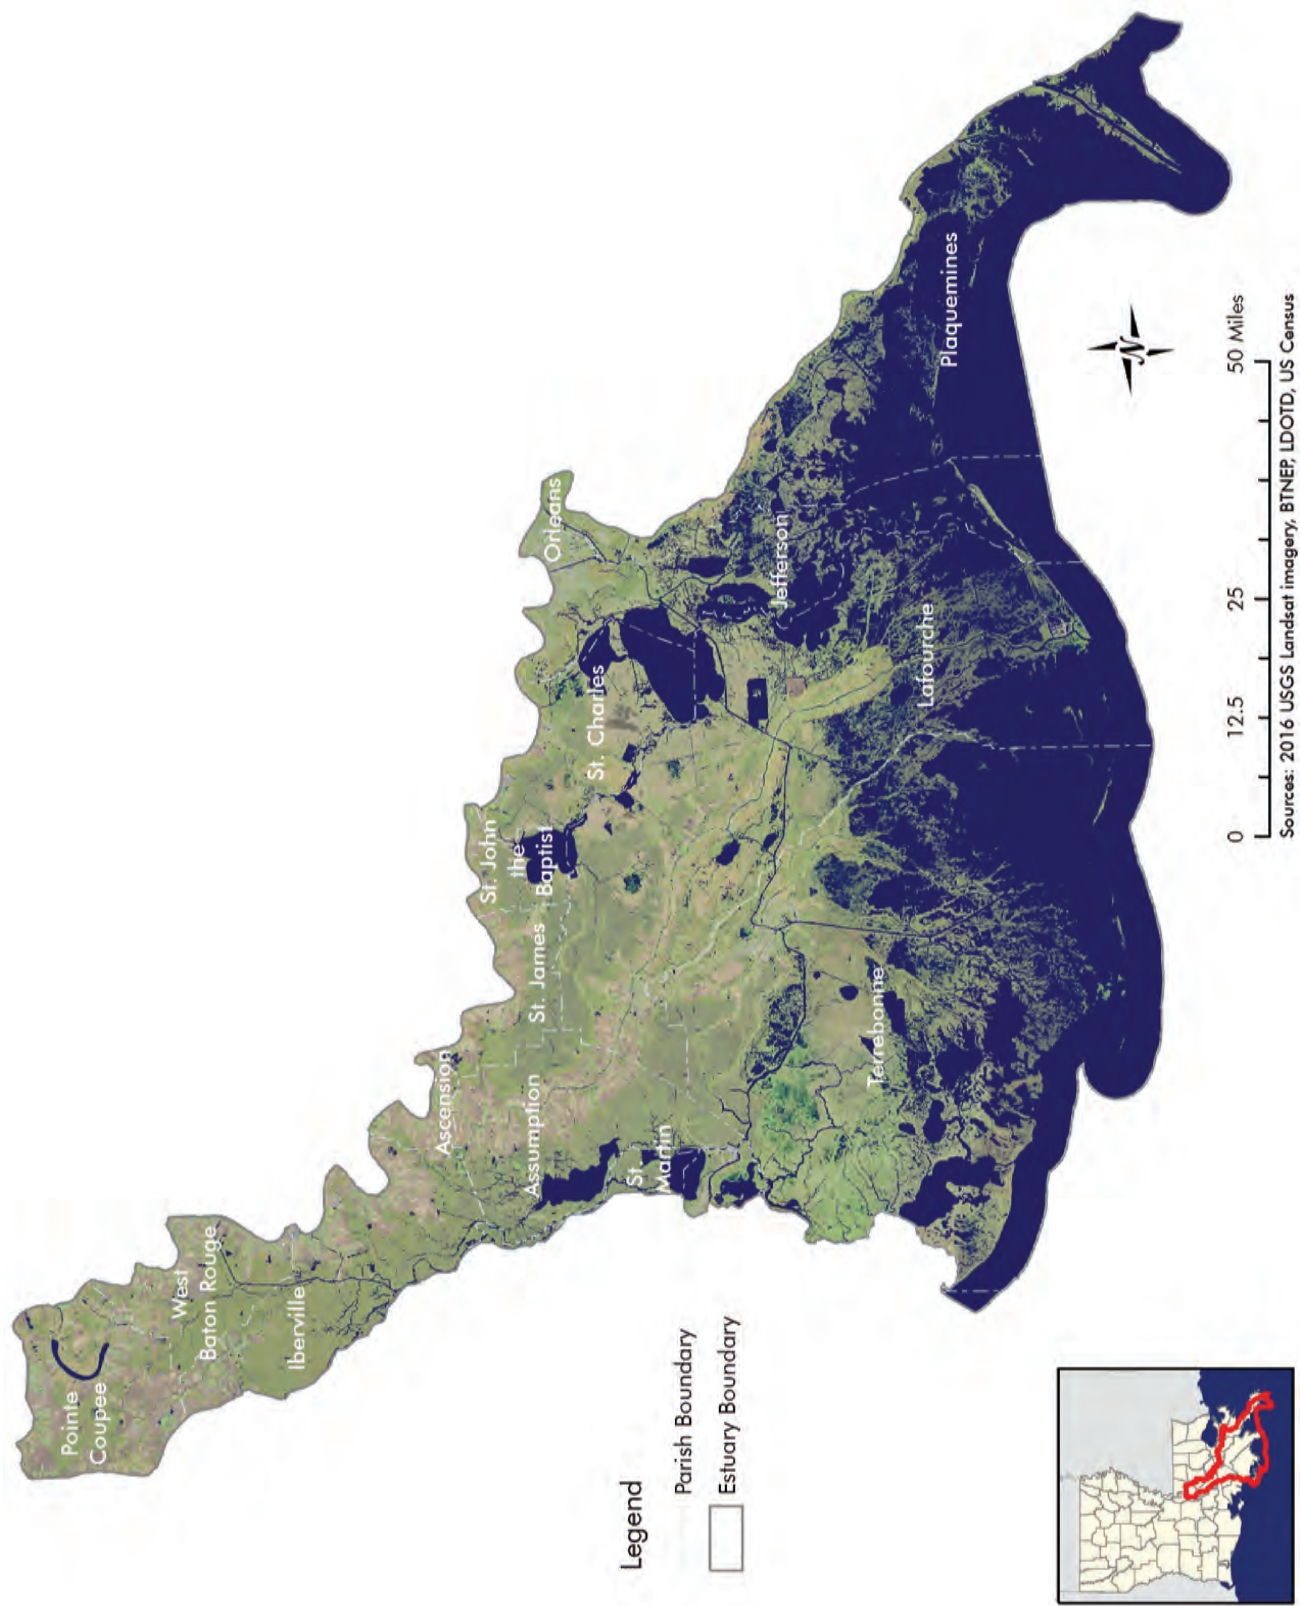 Pointe
Coupee
West
Baton Rouge
Iberville
Ascension
Assumption
St. James
St. John
the
Baptist
St. Charles
Orleans
St.
Martin
Jefferson
Terrebonne
Lafourche
Plaquemines
Legend
Parish Boundary
Estuary Boundary
N
0 12.5 25 50 Miles
Sources: 2016 USGS Landsat imagery, BTNEP, LDOTD, US Census